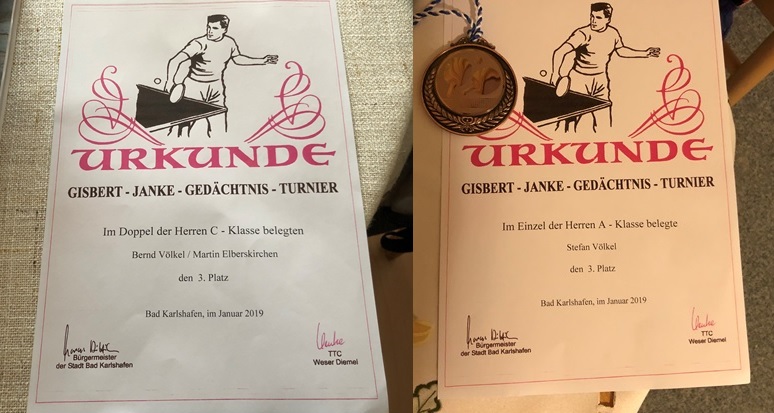 URKUNDE
GISBERT - JANKE - GEDÄCHTNIS - TURNIER
Im Doppel der Herren C - Klasse belegten
Bernd Völkel / Martin Elberskirchen
den 3. Platz
Bad Karlshafen, im Januar 2019
Bürgermeister
der Stadt Bad Karlshafen
TTC
Weser Diemel
URKUNDE
GISBERT - JANKE - GEDÄCHTNIS - TURNIER
Im Einzel der Herren A - Klasse belegte
Stefan Völkel
den 3. Platz
Bad Karlshafen, im Januar 2019
Bürgermeister
der Stadt Bad Karlshafen
TTC
Weser Diemel